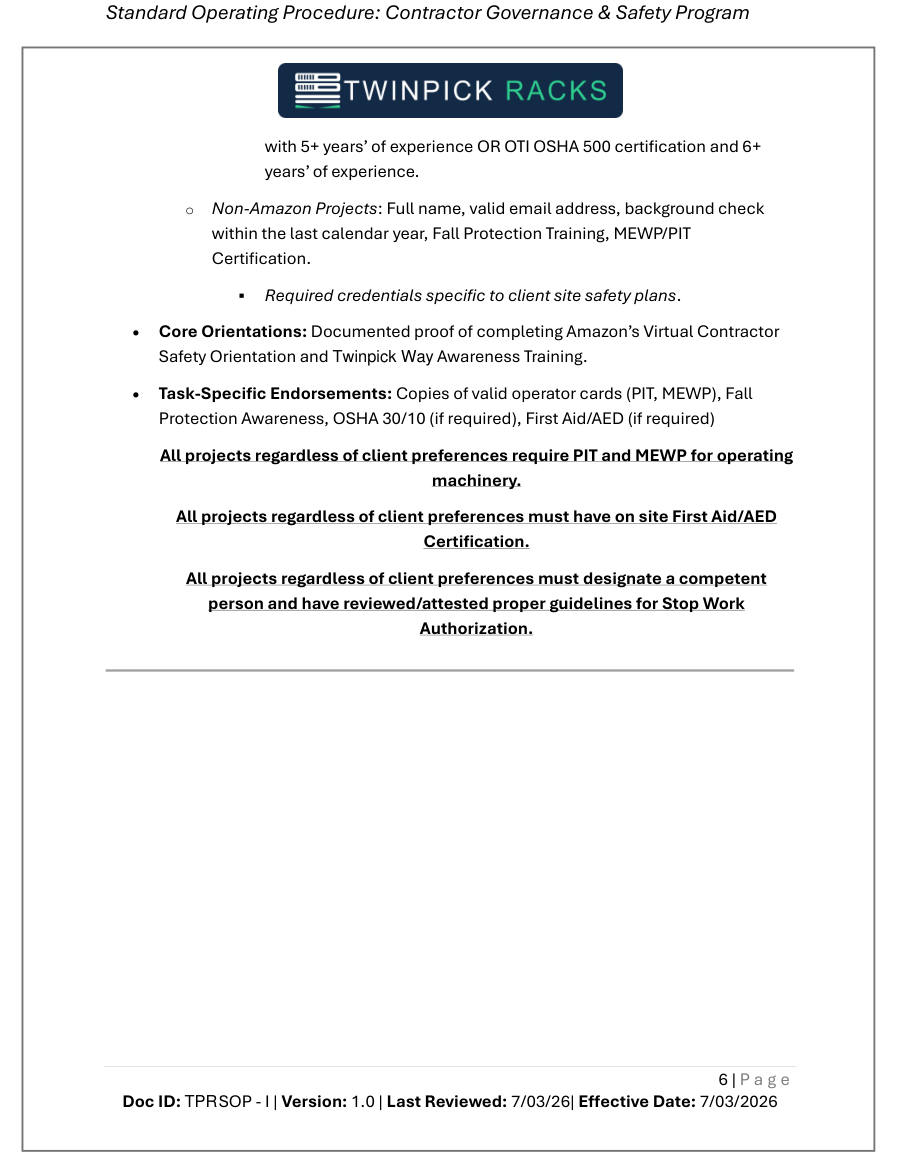 Standard Operating Procedure: Contractor Governance & Safety Program
TWINPICK RACKS
with 5+ years’ of experience OR OTI OSHA 500 certification and 6+
years’ of experience.
○ Non-Amazon Projects: Full name, valid email address, background check
within the last calendar year, Fall Protection Training, MEWP/PIT
Certification.
▪ Required credentials specific to client site safety plans.
• Core Orientations: Documented proof of completing Amazon’s Virtual Contractor
Safety Orientation and Twinpick Way Awareness Training.
• Task-Specific Endorsements: Copies of valid operator cards (PIT, MEWP), Fall
Protection Awareness, OSHA 30/10 (if required), First Aid/AED (if required)
All projects regardless of client preferences require PIT and MEWP for operating
machinery.
All projects regardless of client preferences must have on site First Aid/AED
Certification.
All projects regardless of client preferences must designate a competent
person and have reviewed/attested proper guidelines for Stop Work
Authorization.
6 | Page
Doc ID: TPRSOP - I | Version: 1.0 | Last Reviewed: 7/03/26| Effective Date: 7/03/2026